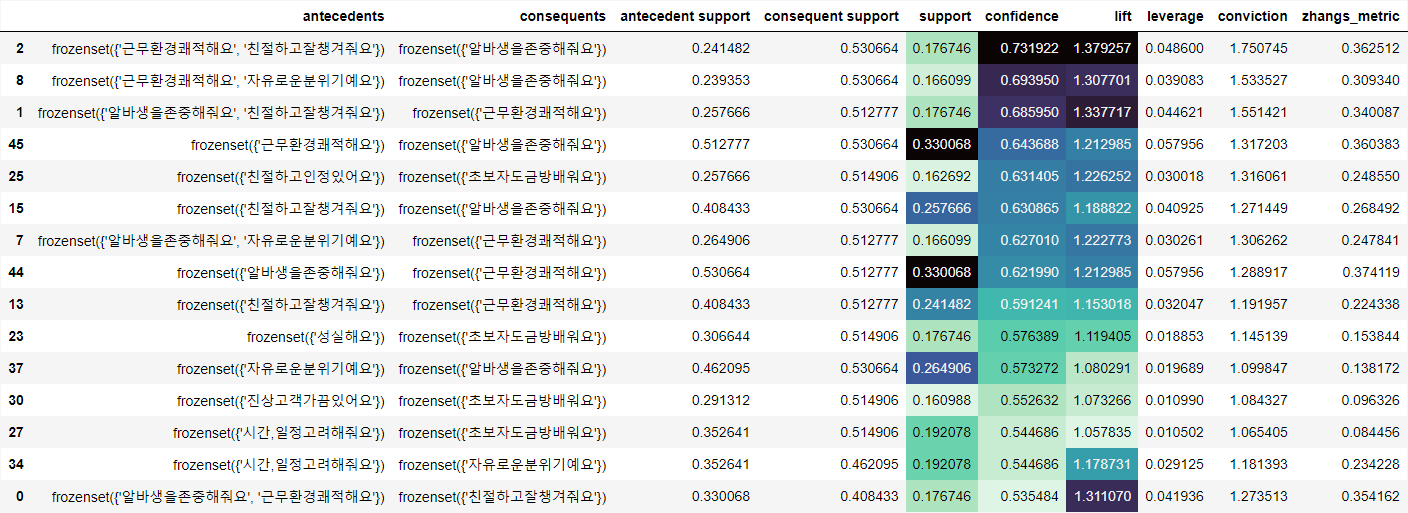 antecedents consequents antecedent support consequent support support confidence lift leverage conviction zhangs_metric
2 frozenset({'근무환경쾌적해요', '친절하고잘챙겨줘요'}) frozenset({'알바생을존중해줘요'}) 0.241482 0.530664 0.176746 0.731922 1.379257 0.048600 1.750745 0.362512
8 frozenset({'근무환경쾌적해요', '자유로운분위기예요'}) frozenset({'알바생을존중해줘요'}) 0.239353 0.530664 0.166099 0.693950 1.307701 0.039083 1.533527 0.309340
1 frozenset({'알바생을존중해줘요', '친절하고잘챙겨줘요'}) frozenset({'근무환경쾌적해요'}) 0.257666 0.512777 0.176746 0.685950 1.337717 0.044621 1.551421 0.340087
45 frozenset({'근무환경쾌적해요'}) frozenset({'알바생을존중해줘요'}) 0.512777 0.530664 0.330068 0.643688 1.212985 0.057956 1.317203 0.360383
25 frozenset({'친절하고인정있어요'}) frozenset({'초보자도금방배워요'}) 0.257666 0.514906 0.162692 0.631405 1.226252 0.030018 1.316061 0.248550
15 frozenset({'친절하고잘챙겨줘요'}) frozenset({'알바생을존중해줘요'}) 0.408433 0.530664 0.257666 0.630865 1.188822 0.040925 1.271449 0.268492
7 frozenset({'알바생을존중해줘요', '자유로운분위기예요'}) frozenset({'근무환경쾌적해요'}) 0.264906 0.512777 0.166099 0.627010 1.222773 0.030261 1.306262 0.247841
44 frozenset({'알바생을존중해줘요'}) frozenset({'근무환경쾌적해요'}) 0.530664 0.512777 0.330068 0.621990 1.212985 0.057956 1.288917 0.374119
13 frozenset({'친절하고잘챙겨줘요'}) frozenset({'근무환경쾌적해요'}) 0.408433 0.512777 0.241482 0.591241 1.153018 0.032047 1.191957 0.224338
23 frozenset({'성실해요'}) frozenset({'초보자도금방배워요'}) 0.306644 0.514906 0.176746 0.576389 1.119405 0.018853 1.145139 0.153844
37 frozenset({'자유로운분위기예요'}) frozenset({'알바생을존중해줘요'}) 0.462095 0.530664 0.264906 0.573272 1.080291 0.019689 1.099847 0.138172
30 frozenset({'진상고객가끔있어요'}) frozenset({'초보자도금방배워요'}) 0.291312 0.514906 0.160988 0.552632 1.073266 0.010990 1.084327 0.096326
27 frozenset({'시간,일정고려해줘요'}) frozenset({'초보자도금방배워요'}) 0.352641 0.514906 0.192078 0.544686 1.057835 0.010502 1.065405 0.084456
34 frozenset({'시간,일정고려해줘요'}) frozenset({'자유로운분위기예요'}) 0.352641 0.462095 0.192078 0.544686 1.178731 0.029125 1.181393 0.234228
0 frozenset({'알바생을존중해줘요', '근무환경쾌적해요'}) frozenset({'친절하고잘챙겨줘요'}) 0.330068 0.408433 0.176746 0.535484 1.311070 0.041936 1.273513 0.354162